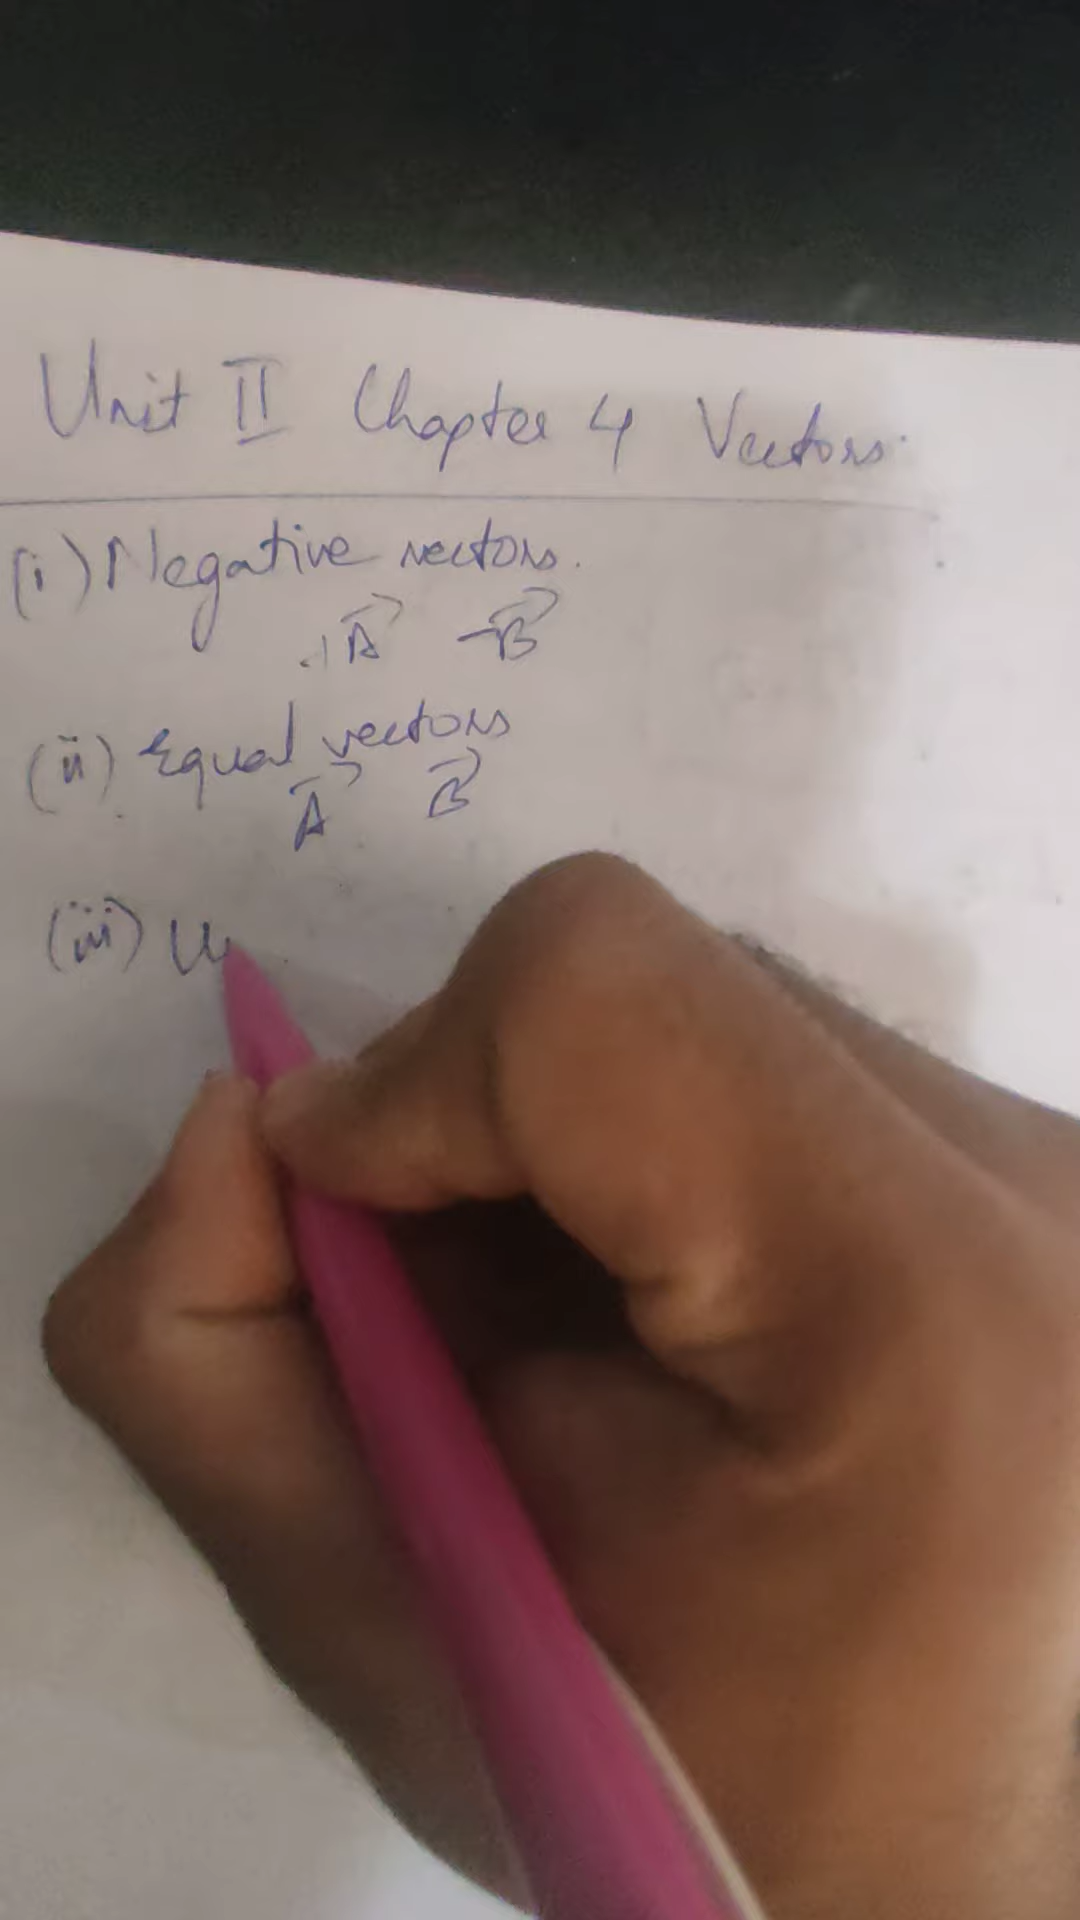 Unit II Chapter 4 Vectors.
(i) Negative vectors.
A -B
(ii) Equal vectors
A B
(iii) U